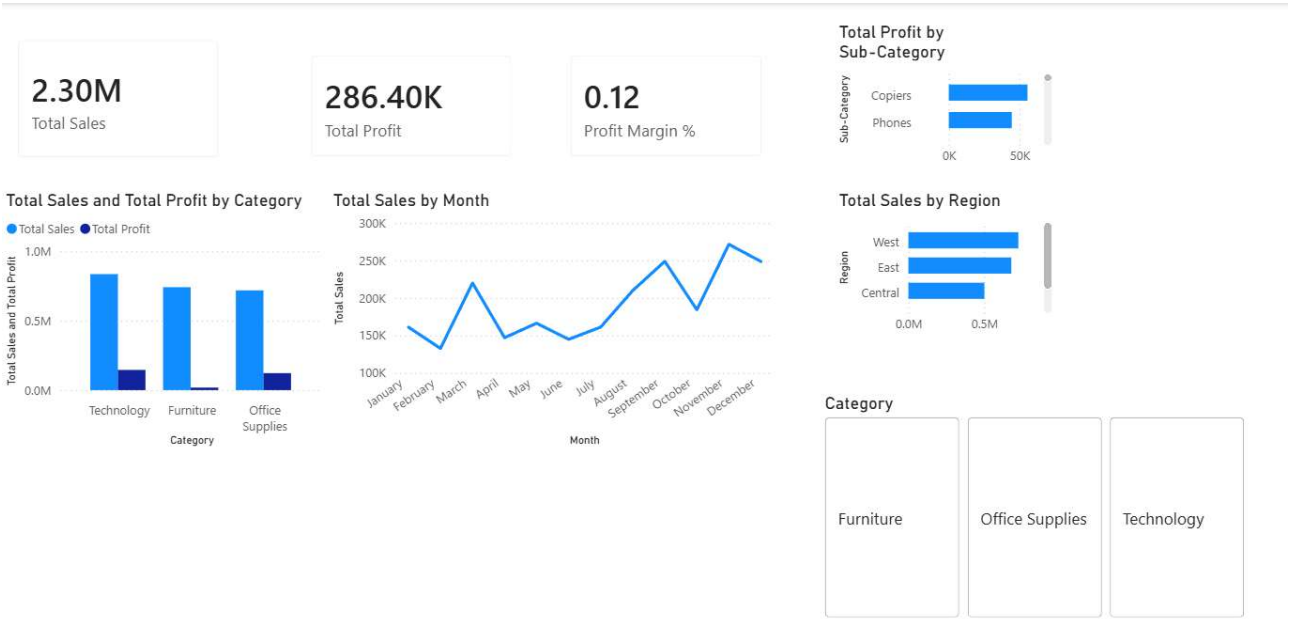 2.30M
Total Sales
286.40K
Total Profit
0.12
Profit Margin %
Total Profit by
Sub-Category
Sub-Category
Copiers
Phones
0K
50K
Total Sales and Total Profit by Category
Total Sales
Total Profit
Total Sales and Total Profit
1.0M
0.5M
0.0M
Technology
Furniture
Office
Supplies
Category
Total Sales by Month
Total Sales
300K
250K
200K
150K
100K
January
February
March
April
May
June
July
August
September
October
November
December
Month
Total Sales by Region
Region
West
East
Central
0.0M
0.5M
Category
Furniture
Office Supplies
Technology